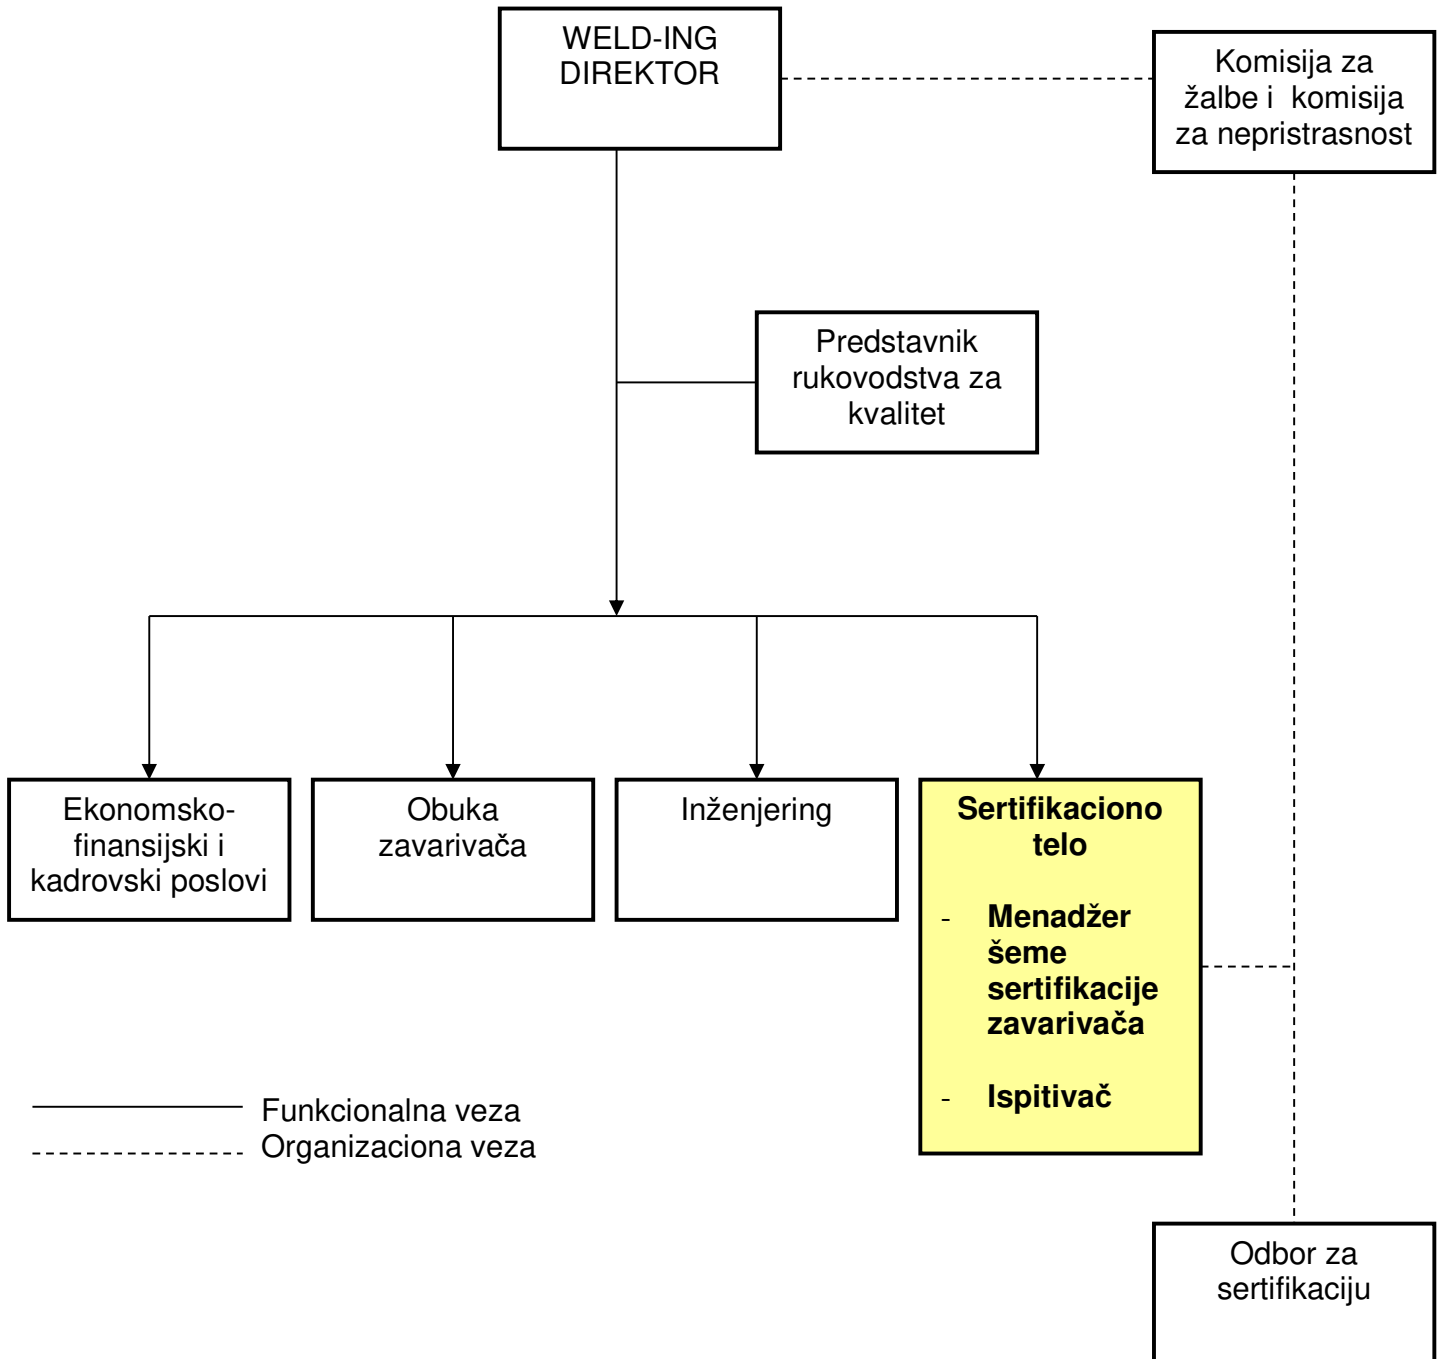 WELD-ING
DIREKTOR
Komisija za
žalbe i komisija
za nepristrasnost
Predstavnik
rukovodstva za
kvalitet
Ekonomsko-
finansijski i
kadrovski poslovi
Obuka
zavarivača
Inženjering
Sertifikaciono
telo
- Menadžer
šeme
sertifikacije
zavarivača
- Ispitivač
Funkcionalna veza
Organizaciona veza
Odbor za
sertifikaciju